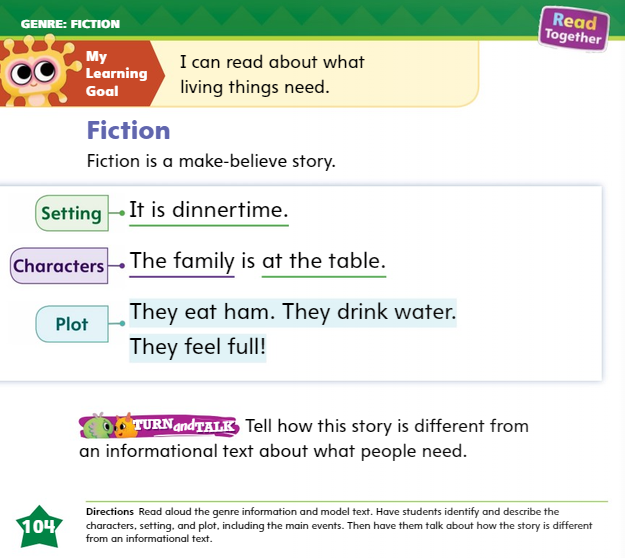 GENRE: FICTION
Read
Together
My
Learning
Goal
I can read about what
living things need.
Fiction
Fiction is a make-believe story.
Setting
It is dinnertime.
Characters
The family is at the table.
Plot
They eat ham. They drink water.
They feel full!
TURN and TALK Tell how this story is different from
an informational text about what people need.
104
Directions Read aloud the genre information and model text. Have students identify and describe the
characters, setting, and plot, including the main events. Then have them talk about how the story is different
from an informational text.